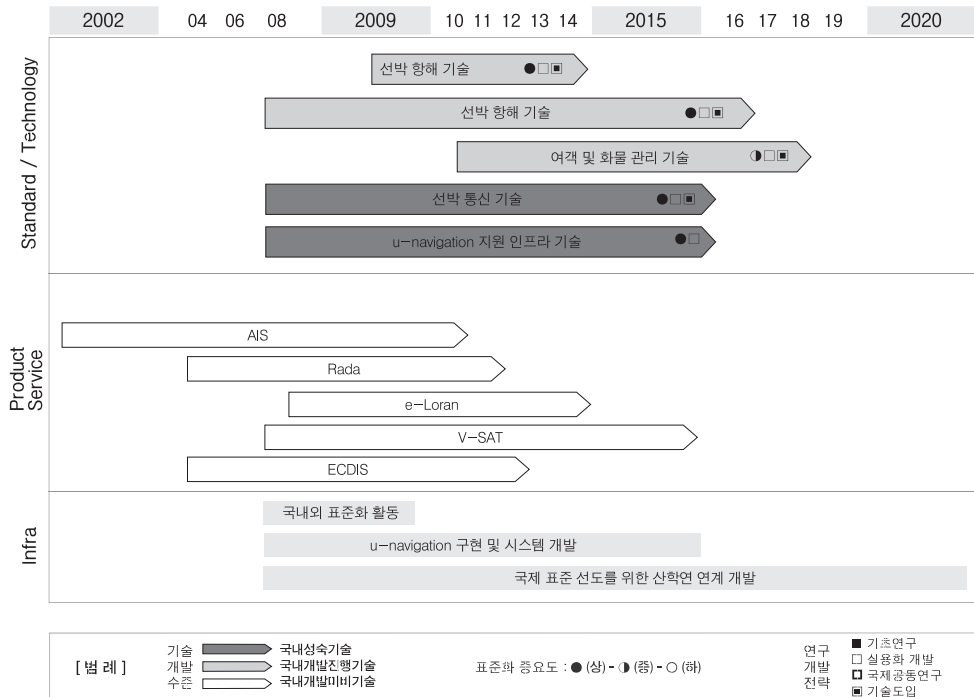 2002 04 06 08 2009 10 11 12 13 14 2015 16 17 18 19 2020
Standard / Technology
선박 항해 기술 ●□▣
선박 항해 기술 ●□▣
여객 및 화물 관리 기술 ◑□▣
선박 통신 기술 ●□▣
u-navigation 지원 인프라 기술 ●□
Product
Service
AIS
Rada
e-Loran
V-SAT
ECDIS
Infra
국내외 표준화 활동
u-navigation 구현 및 시스템 개발
국제 표준 선도를 위한 산학연 연계 개발
[ 범 례 ]
기술
개발
수준
국내성숙기술
국내개발진행기술
국내개발미비기술
표준화 중요도 : ● (상) - ◑ (중) - ○ (하)
연구
개발
전략
■ 기초연구
□ 실용화 개발
◘ 국제공동연구
▣ 기술도입